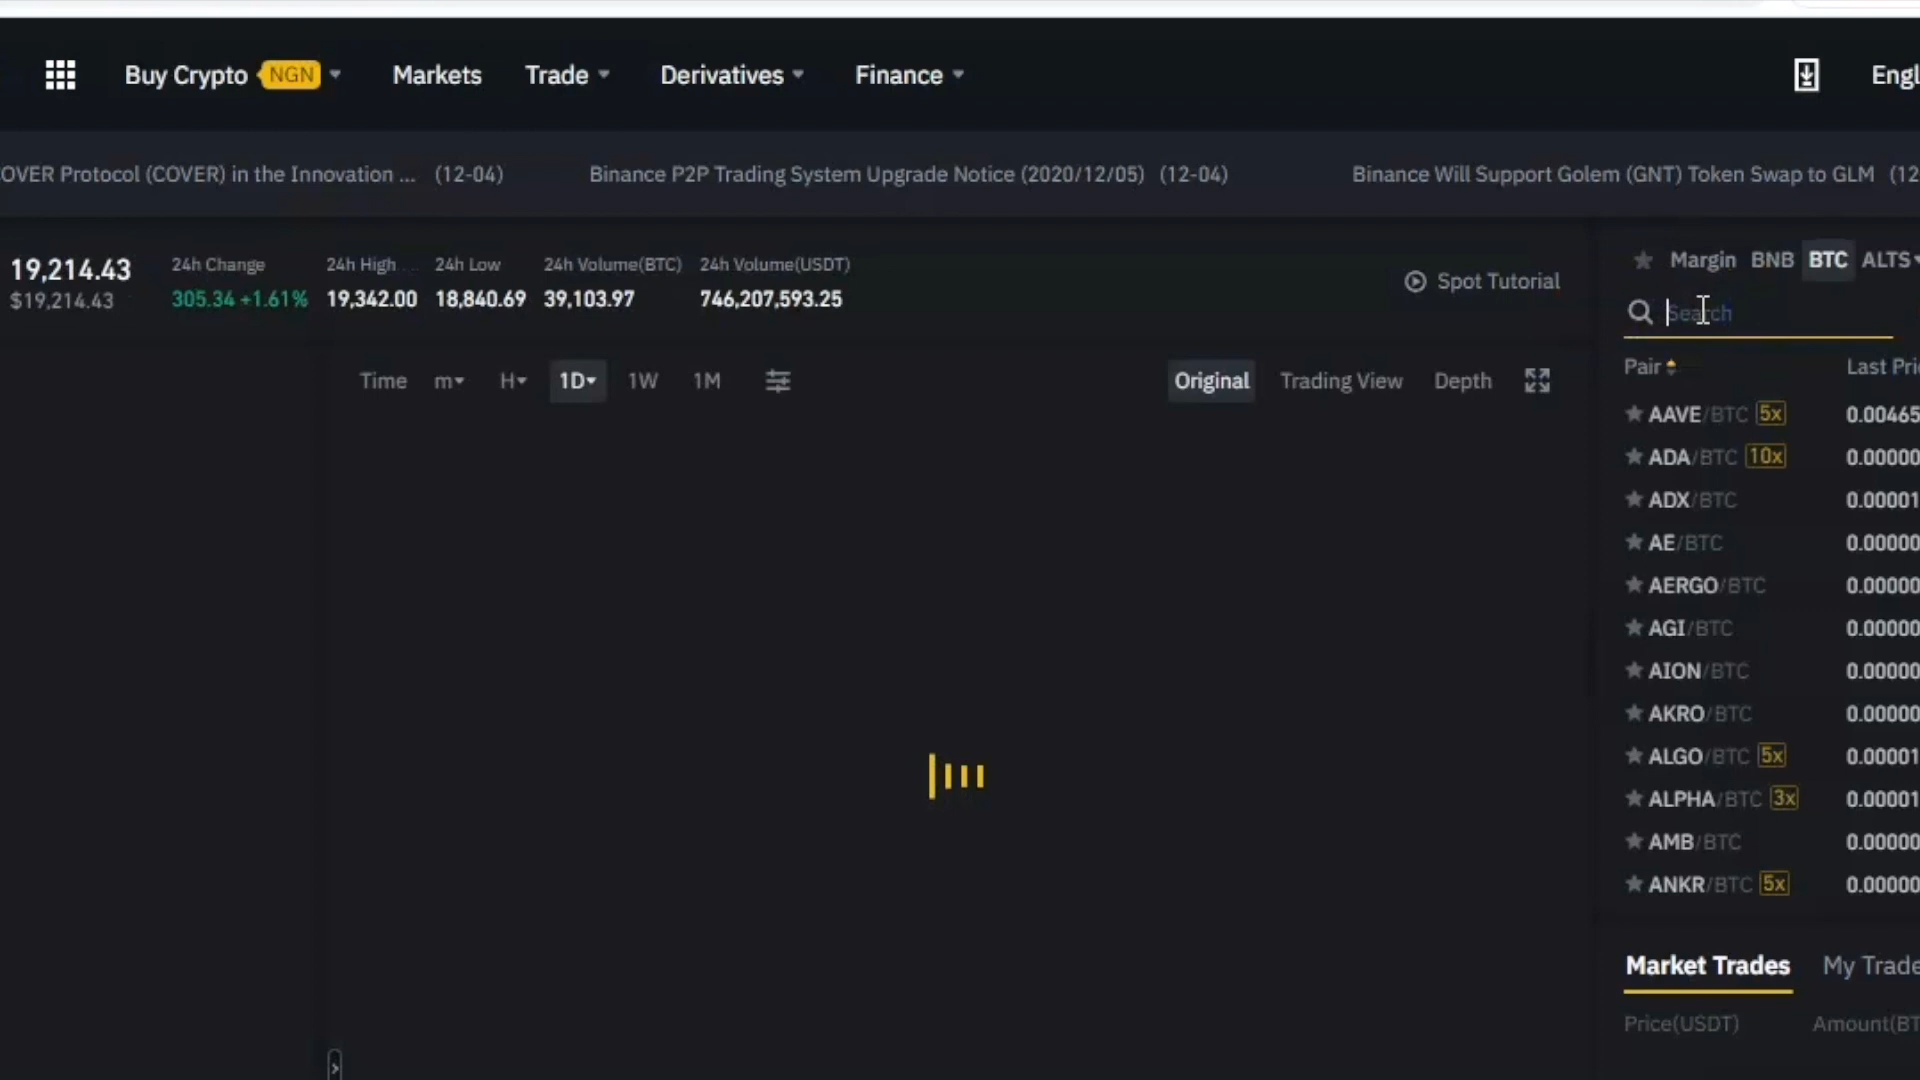 Buy Crypto NGN Markets Trade Derivatives Finance Engl
OVER Protocol (COVER) in the Innovation ... (12-04) Binance P2P Trading System Upgrade Notice (2020/12/05) (12-04) Binance Will Support Golem (GNT) Token Swap to GLM (12
19,214.43
$19,214.43
24h Change
305.34 +1.61%
24h High
19,342.00
24h Low
18,840.69
24h Volume(BTC)
39,103.97
24h Volume(USDT)
746,207,593.25
Spot Tutorial
Time m H 1D 1W 1M
Original Trading View Depth
Margin BNB BTC ALTS
Search
Pair Last Pri
AAVE/BTC 5x 0.00465
ADA/BTC 10x 0.00000
ADX/BTC 0.00001
AE/BTC 0.00000
AERGO/BTC 0.00000
AGI/BTC 0.00000
AION/BTC 0.00000
AKRO/BTC 0.00000
ALGO/BTC 5x 0.00001
ALPHA/BTC 3x 0.00001
AMB/BTC 0.00000
ANKR/BTC 5x 0.00000
Market Trades My Trade
Price(USDT) Amount(BT